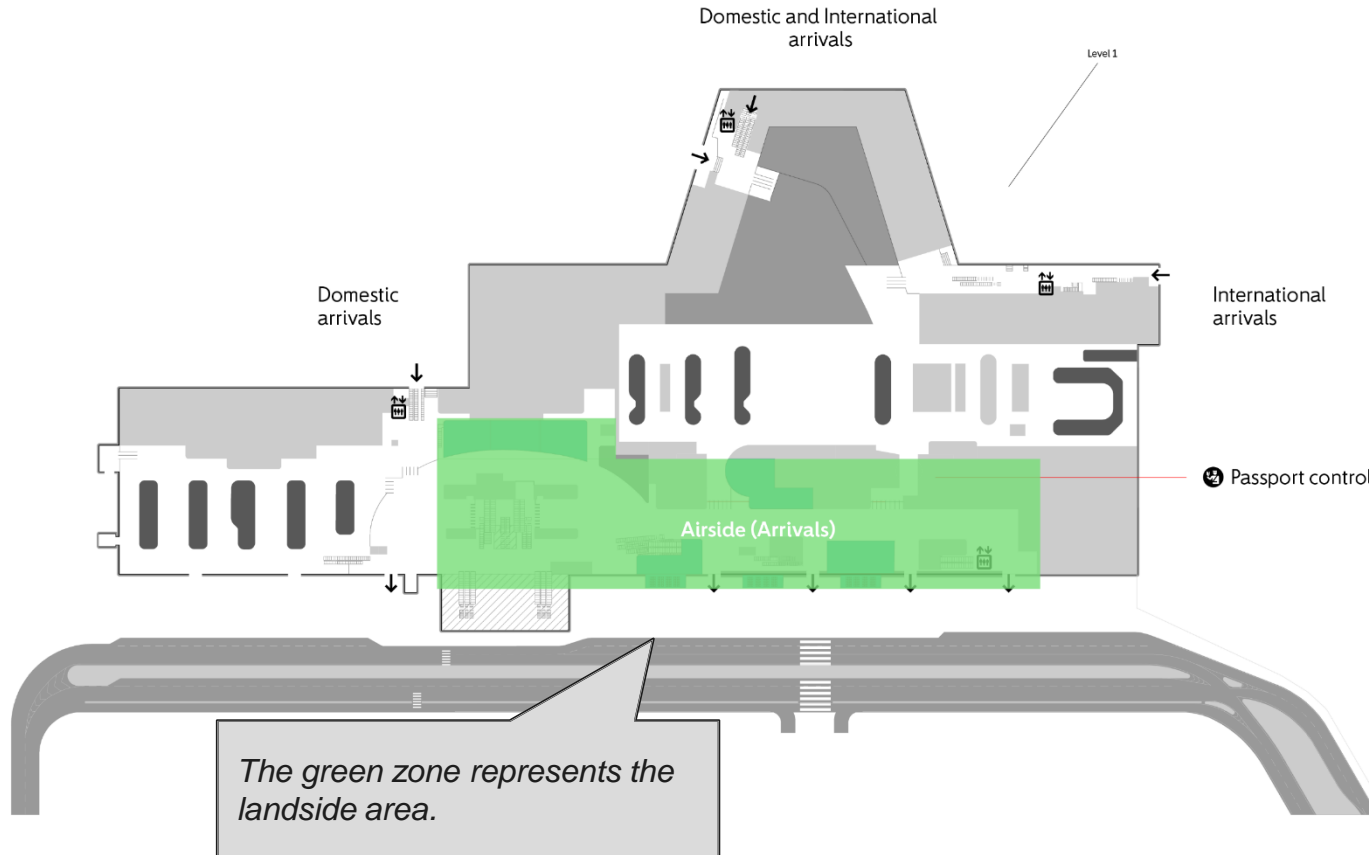 Domestic and International
arrivals
Level 1
Domestic
arrivals
International
arrivals
Passport control
Airside (Arrivals)
The green zone represents the
landside area.